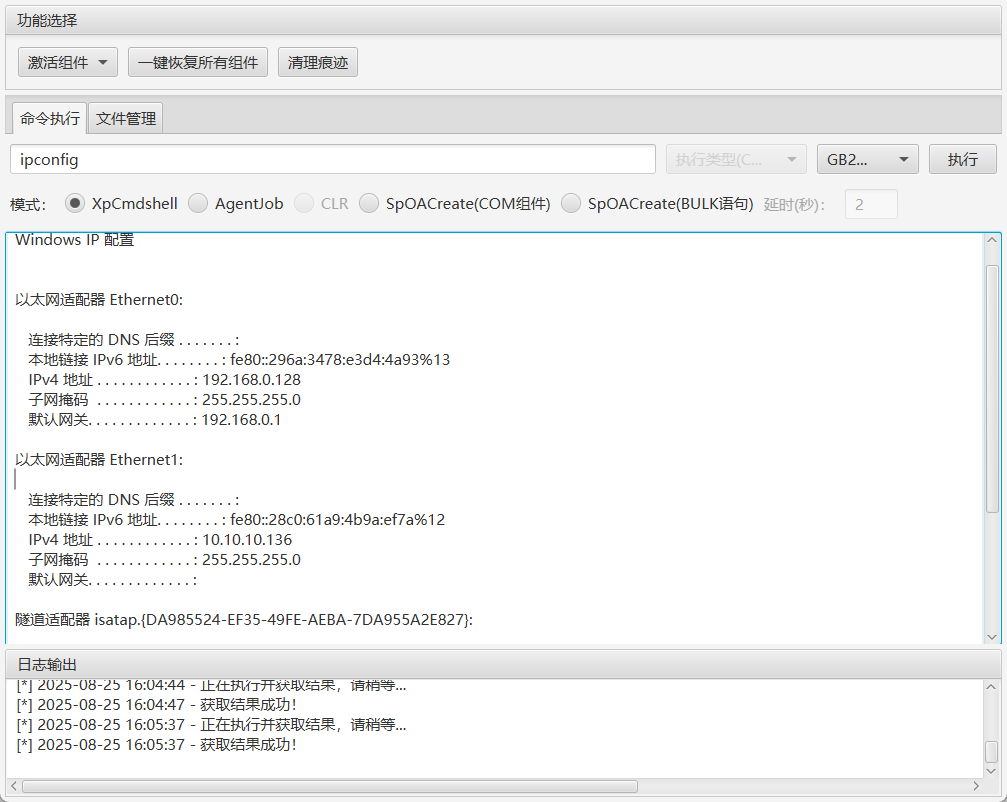 功能选择
激活组件 一键恢复所有组件 清理痕迹
命令执行 文件管理
ipconfig 执行类型(C... GB2... 执行
模式： XpCmdshell AgentJob CLR SpOACreate(COM组件) SpOACreate(BULK语句) 延时(秒)： 2
Windows IP 配置
以太网适配器 Ethernet0:
连接特定的 DNS 后缀 . . . . . . . :
本地链接 IPv6 地址. . . . . . . . : fe80::296a:3478:e3d4:4a93%13
IPv4 地址 . . . . . . . . . . . . : 192.168.0.128
子网掩码 . . . . . . . . . . . . : 255.255.255.0
默认网关. . . . . . . . . . . . . : 192.168.0.1
以太网适配器 Ethernet1:
连接特定的 DNS 后缀 . . . . . . . :
本地链接 IPv6 地址. . . . . . . . : fe80::28c0:61a9:4b9a:ef7a%12
IPv4 地址 . . . . . . . . . . . . : 10.10.10.136
子网掩码 . . . . . . . . . . . . : 255.255.255.0
默认网关. . . . . . . . . . . . . :
隧道适配器 isatap.{DA985524-EF35-49FE-AEBA-7DA955A2E827}:
日志输出
[*] 2025-08-25 16:04:44 - 正在执行并获取结果，请稍等...
[*] 2025-08-25 16:04:47 - 获取结果成功！
[*] 2025-08-25 16:05:37 - 正在执行并获取结果，请稍等...
[*] 2025-08-25 16:05:37 - 获取结果成功！